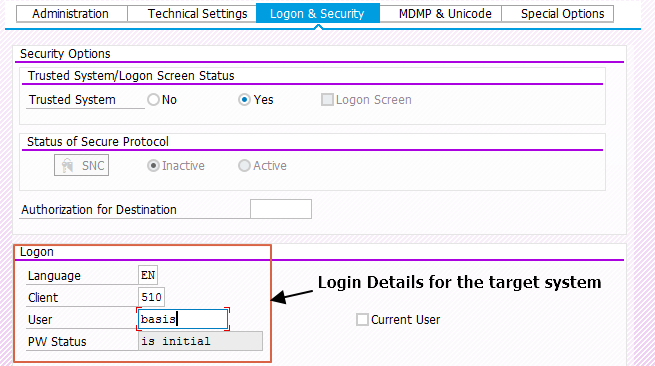 Administration Technical Settings Logon & Security MDMP & Unicode Special Options
Security Options
Trusted System/Logon Screen Status
Trusted System No Yes Logon Screen
Status of Secure Protocol
SNC Inactive Active
Authorization for Destination
Logon
Language EN
Client 510
User basis
PW Status is initial
Login Details for the target system
Current User